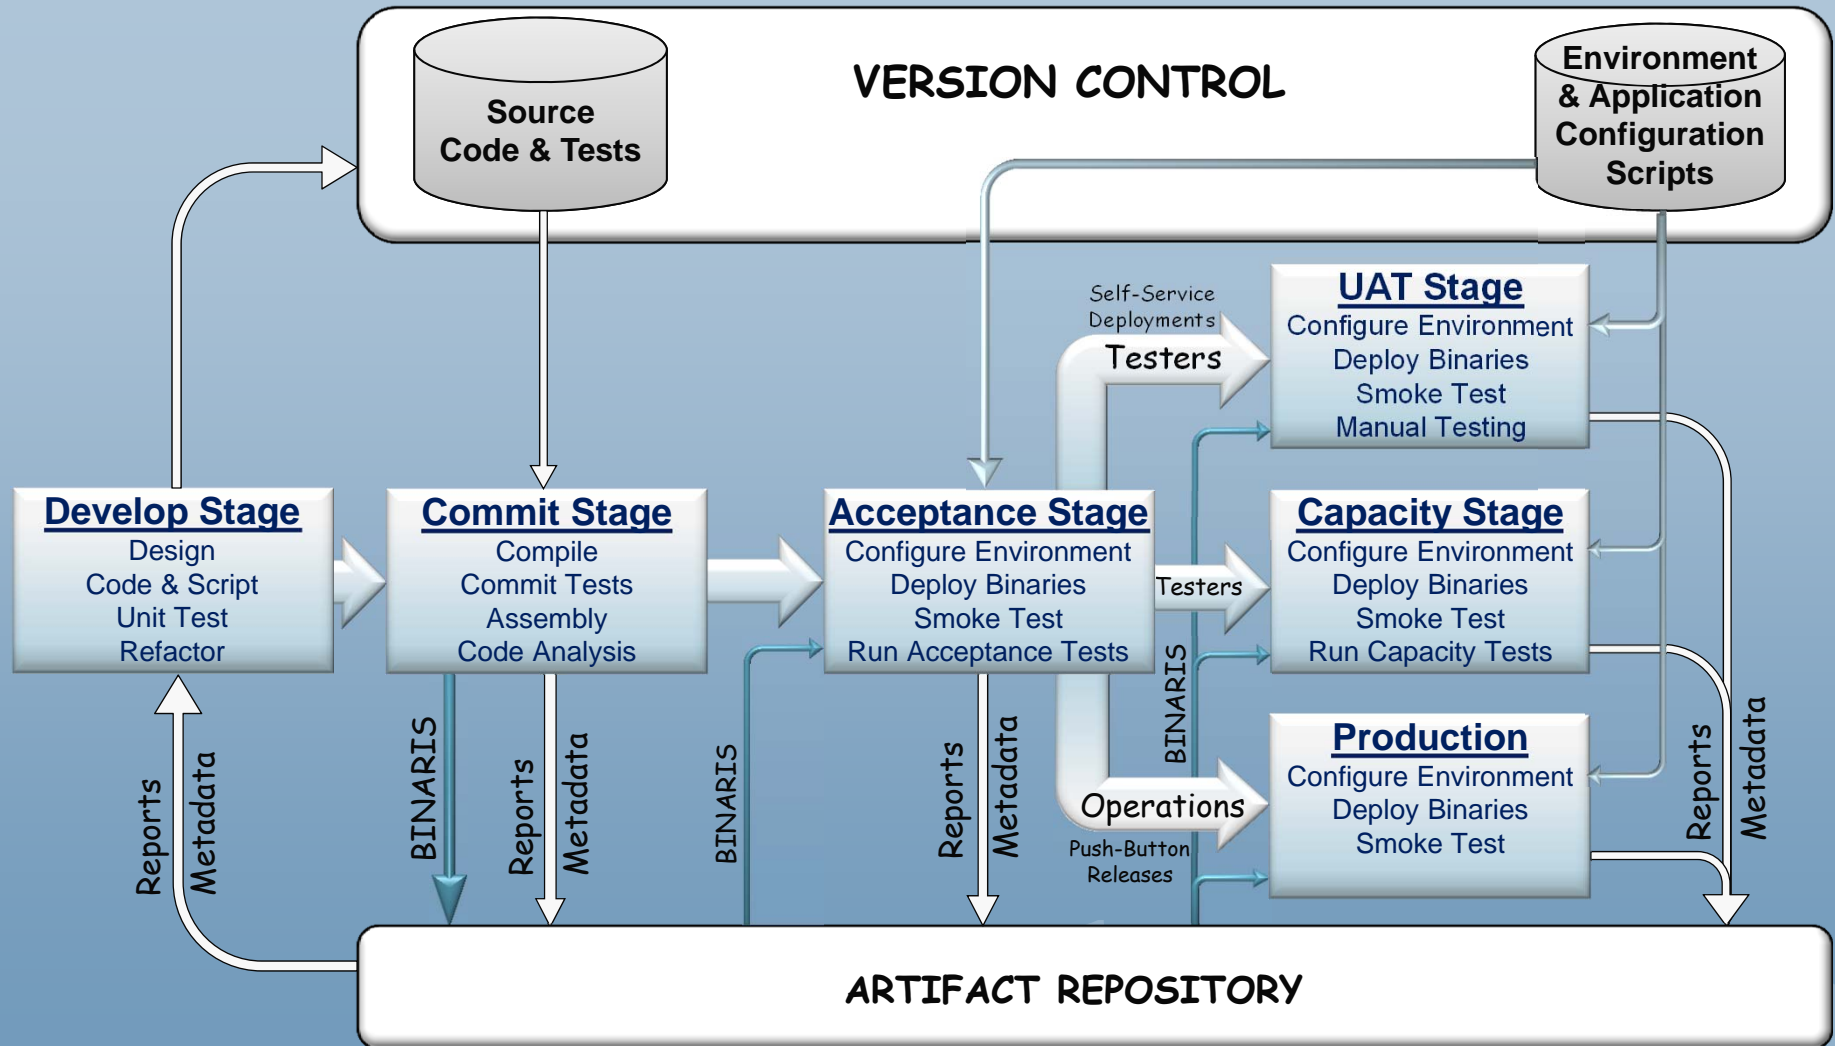 Source
Code & Tests
VERSION CONTROL
Environment
& Application
Configuration
Scripts
Self-Service
Deployments
Testers
UAT Stage
Configure Environment
Deploy Binaries
Smoke Test
Manual Testing
Develop Stage
Design
Code & Script
Unit Test
Refactor
Commit Stage
Compile
Commit Tests
Assembly
Code Analysis
Acceptance Stage
Configure Environment
Deploy Binaries
Smoke Test
Run Acceptance Tests
Testers
Capacity Stage
Configure Environment
Deploy Binaries
Smoke Test
Run Capacity Tests
Operations
Push-Button
Releases
Production
Configure Environment
Deploy Binaries
Smoke Test
Reports
Metadata
BINARIS
Reports
Metadata
BINARIS
Reports
Metadata
BINARIS
Reports
Metadata
ARTIFACT REPOSITORY